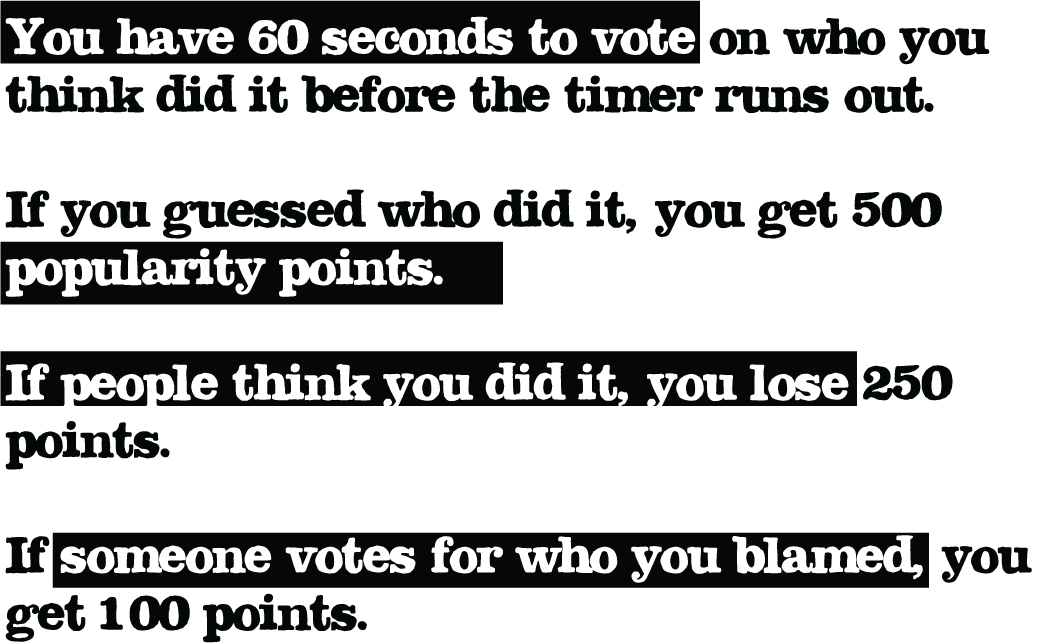 You have 60 seconds to vote on who you
think did it before the timer runs out.
If you guessed who did it, you get 500
popularity points.
If people think you did it, you lose 250
points.
If someone votes for who you blamed, you
get 100 points.